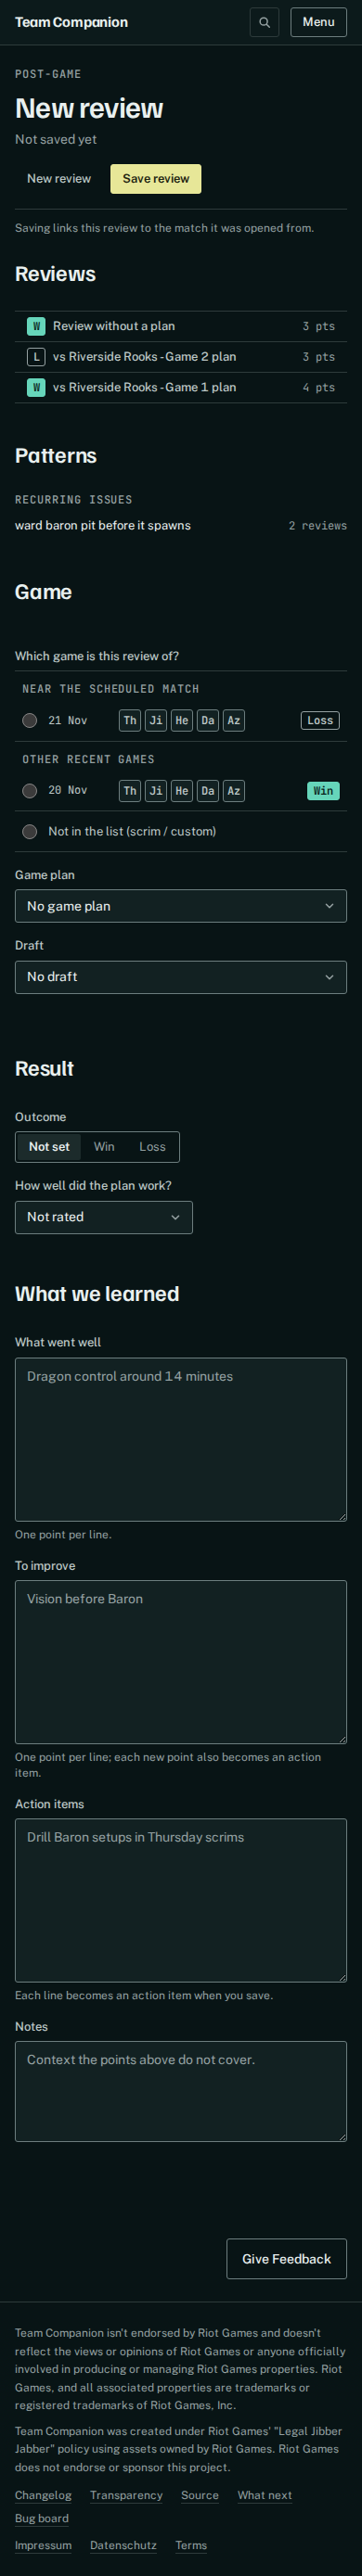 Team Companion
Menu
POST-GAME
New review
Not saved yet
New review
Save review
Saving links this review to the match it was opened from.
Reviews
W Review without a plan 3 pts
L vs Riverside Rooks - Game 2 plan 3 pts
W vs Riverside Rooks - Game 1 plan 4 pts
Patterns
RECURRING ISSUES
ward baron pit before it spawns 2 reviews
Game
Which game is this review of?
NEAR THE SCHEDULED MATCH
21 Nov Th Ji He Da Az Loss
OTHER RECENT GAMES
20 Nov Th Ji He Da Az Win
Not in the list (scrim / custom)
Game plan
No game plan
Draft
No draft
Result
Outcome
Not set Win Loss
How well did the plan work?
Not rated
What we learned
What went well
Dragon control around 14 minutes
One point per line.
To improve
Vision before Baron
One point per line; each new point also becomes an action
item.
Action items
Drill Baron setups in Thursday scrims
Each line becomes an action item when you save.
Notes
Context the points above do not cover.
Give Feedback
Team Companion isn't endorsed by Riot Games and doesn't
reflect the views or opinions of Riot Games or anyone officially
involved in producing or managing Riot Games properties. Riot
Games, and all associated properties are trademarks or
registered trademarks of Riot Games, Inc.
Team Companion was created under Riot Games' "Legal Jibber
Jabber" policy using assets owned by Riot Games. Riot Games
does not endorse or sponsor this project.
Changelog Transparency Source What next
Bug board
Impressum Datenschutz Terms